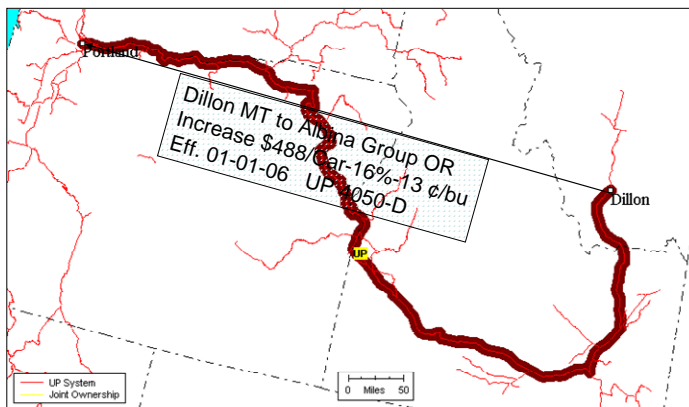 Portland
Dillon MT to Albina Group OR
Increase $488/Car-16%-13 ¢/bu
Eff. 01-01-06 UP 4050-D
Dillon
UP
UP System
Joint Ownership
0 Miles 50